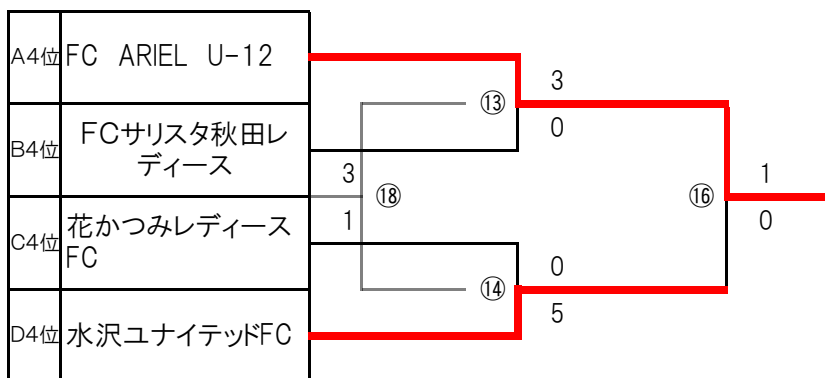 A4位 FC ARIEL U-12
3
⑬
0
B4位 FCサリスタ秋田レ
ディース
3
⑱
⑯
1
1
0
C4位 花かつみレディース
FC
0
⑭
5
D4位 水沢ユナイテッドFC